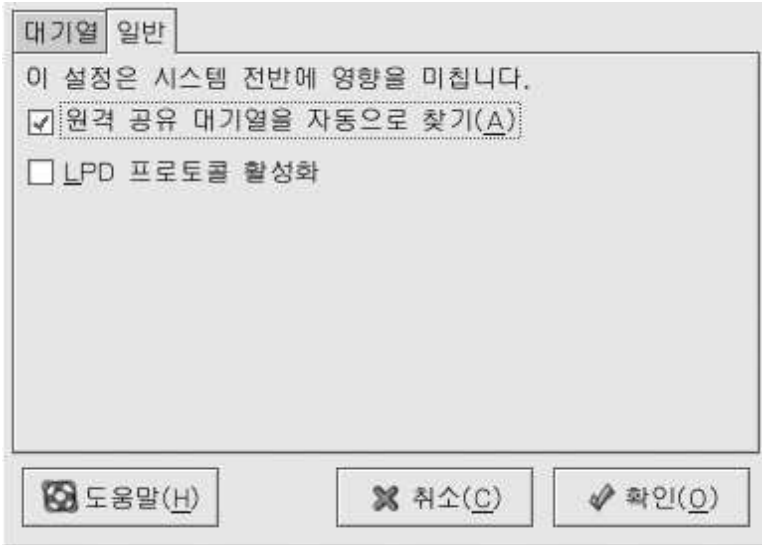 대기열 일반
이 설정은 시스템 전반에 영향을 미칩니다.
원격 공유 대기열을 자동으로 찾기(A)
LPD 프로토콜 활성화
도움말(H) 취소(C) 확인(O)